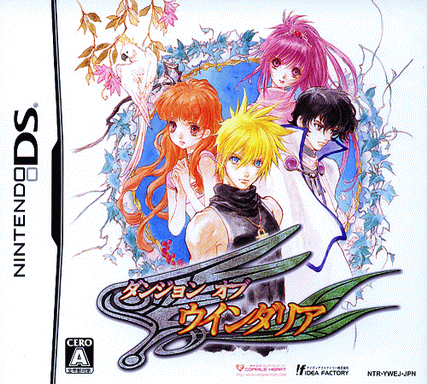 NINTENDO DS
ダンジョン オブ
ウインダリア
CERO
A
COMPILE HEART
IDEA FACTORY
NTR-YWEJ-JPN